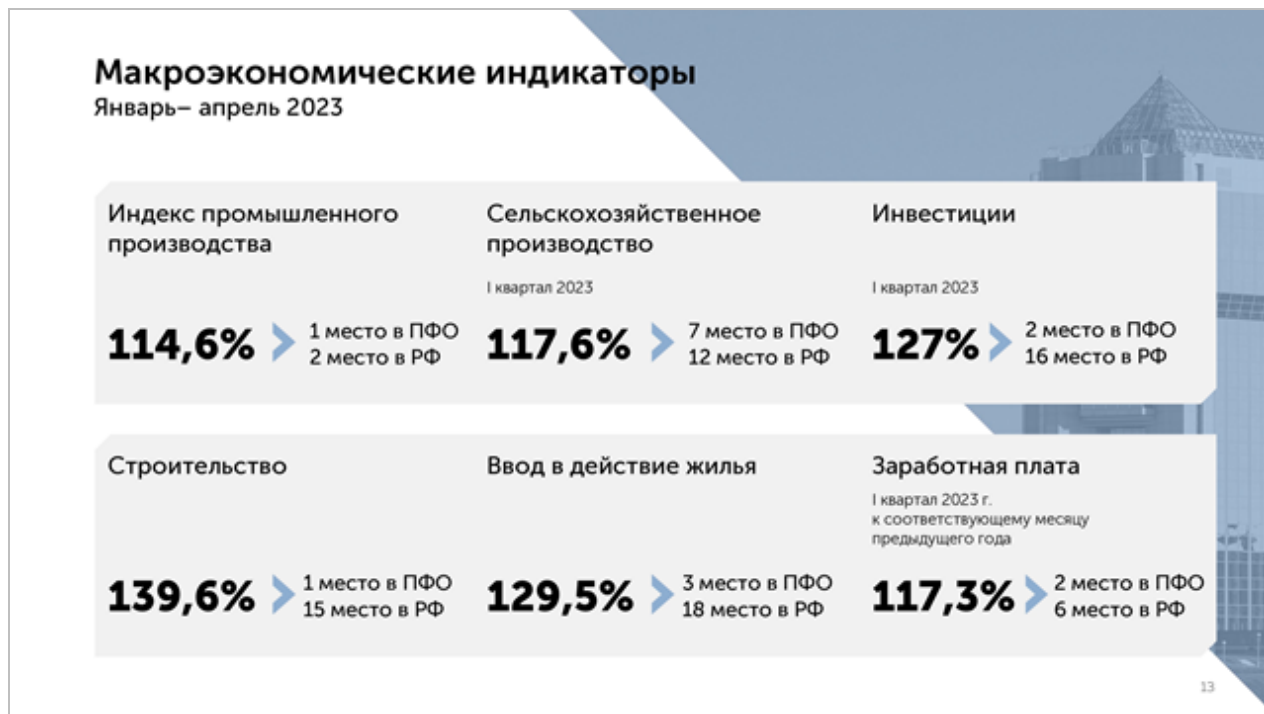 Макроэкономические индикаторы
Январь– апрель 2023
Индекс промышленного
производства
114,6%
1 место в ПФО
2 место в РФ
Сельскохозяйственное
производство
I квартал 2023
117,6%
7 место в ПФО
12 место в РФ
Инвестиции
I квартал 2023
127%
2 место в ПФО
16 место в РФ
Строительство
139,6%
1 место в ПФО
15 место в РФ
Ввод в действие жилья
129,5%
3 место в ПФО
18 место в РФ
Заработная плата
I квартал 2023 г.
к соответствующему месяцу
предыдущего года
117,3%
2 место в ПФО
6 место в РФ
13